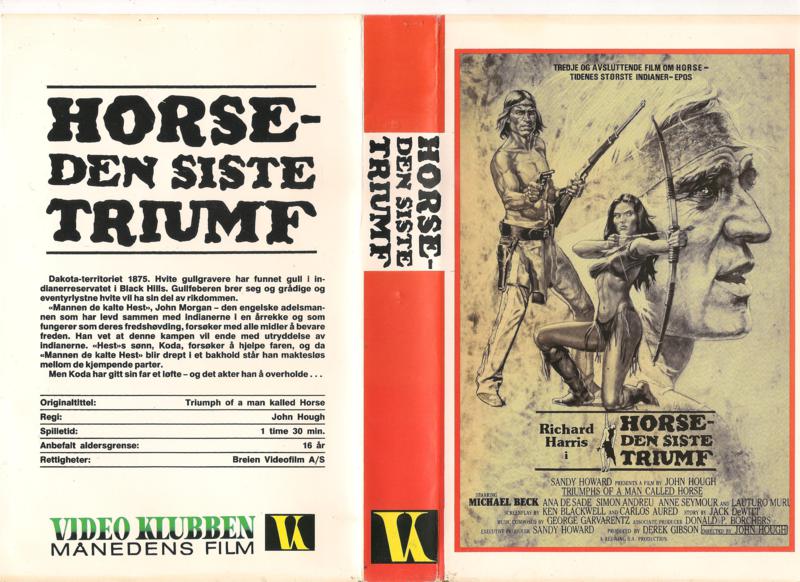 HORSE-
DEN SISTE
TRIUMF
Dakota-territoriet 1875. Hvite gullgravere har funnet gull i in-
dianerreservatet i Black Hills. Gullfeberen brer seg og grådige og
eventyrlystne hvite vil ha sin del av rikdommen.
«Mannen de kalte Hest», John Morgan – den engelske adelsman-
nen som har levd sammen med indianerne i en årrekke og som
fungerer som deres fredshøvding, forsøker med alle midler å bevare
freden. Han vet at denne kampen vil ende med utryddelse av
indianerne. «Hest»s sønn, Koda, forsøker å hjelpe faren, og da
«Mannen de kalte Hest» blir drept i et bakhold står han maktesløs
mellom de kjempende parter.
Men Koda har gitt sin far et løfte – og det akter han å overholde . . .
Originaltittel: Triumph of a man kalled Horse
Regi: John Hough
Spilletid: 1 time 30 min.
Anbefalt aldersgrense: 16 år
Rettigheter: Breien Videofilm A/S
VIDEO KLUBBEN
MANEDENS FILM
VK
HORSE-
DEN SISTE
TRIUMF
VK
TREDJE OG AVSLUTTENDE FILM OM HORSE –
TIDENES STØRSTE INDIANER-EPOS
Richard
Harris
i
HORSE-
DEN SISTE
TRIUMF
SANDY HOWARD PRESENTS A FILM BY JOHN HOUGH
TRIUMPHS OF A MAN CALLED HORSE
STARRING
MICHAEL BECK ANA DE SADE SIMON ANDREU ANNE SEYMOUR AND LAUTURO MURU
SCREENPLAY BY KEN BLACKWELL AND CARLOS AURED STORY BY JACK DEWITT
MUSIC COMPOSED BY GEORGE GARVARENTZ ASSOCIATE PRODUCER DONALD P. BORCHERS
EXECUTIVE PRODUCER SANDY HOWARD PRODUCED BY DEREK GIBSON DIRECTED BY JOHN HOUGH
A REDWING S.A. PRODUCTION